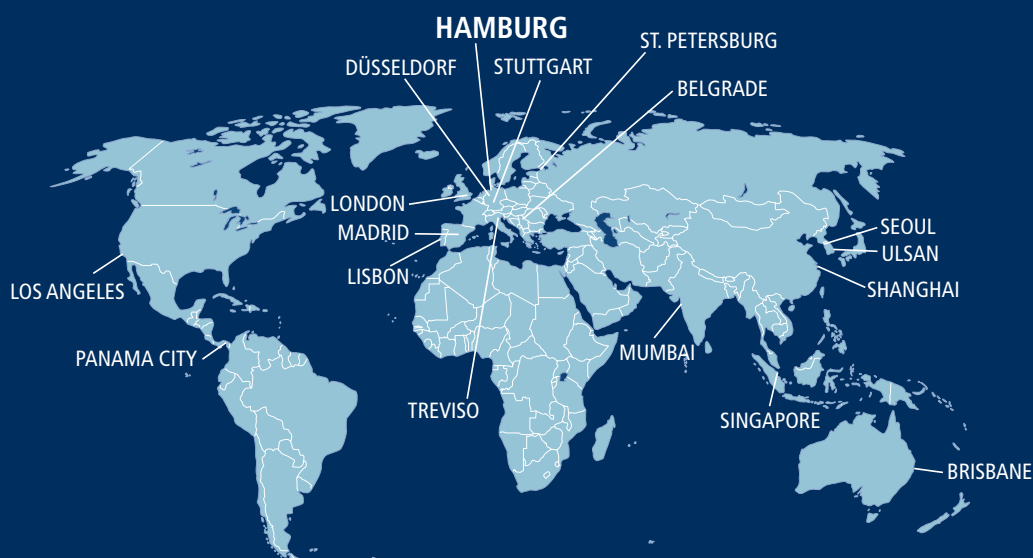 HAMBURG
ST. PETERSBURG
DÜSSELDORF
STUTTGART
BELGRADE
LONDON
MADRID
LISBON
SEOUL
ULSAN
SHANGHAI
LOS ANGELES
PANAMA CITY
MUMBAI
TREVISO
SINGAPORE
BRISBANE